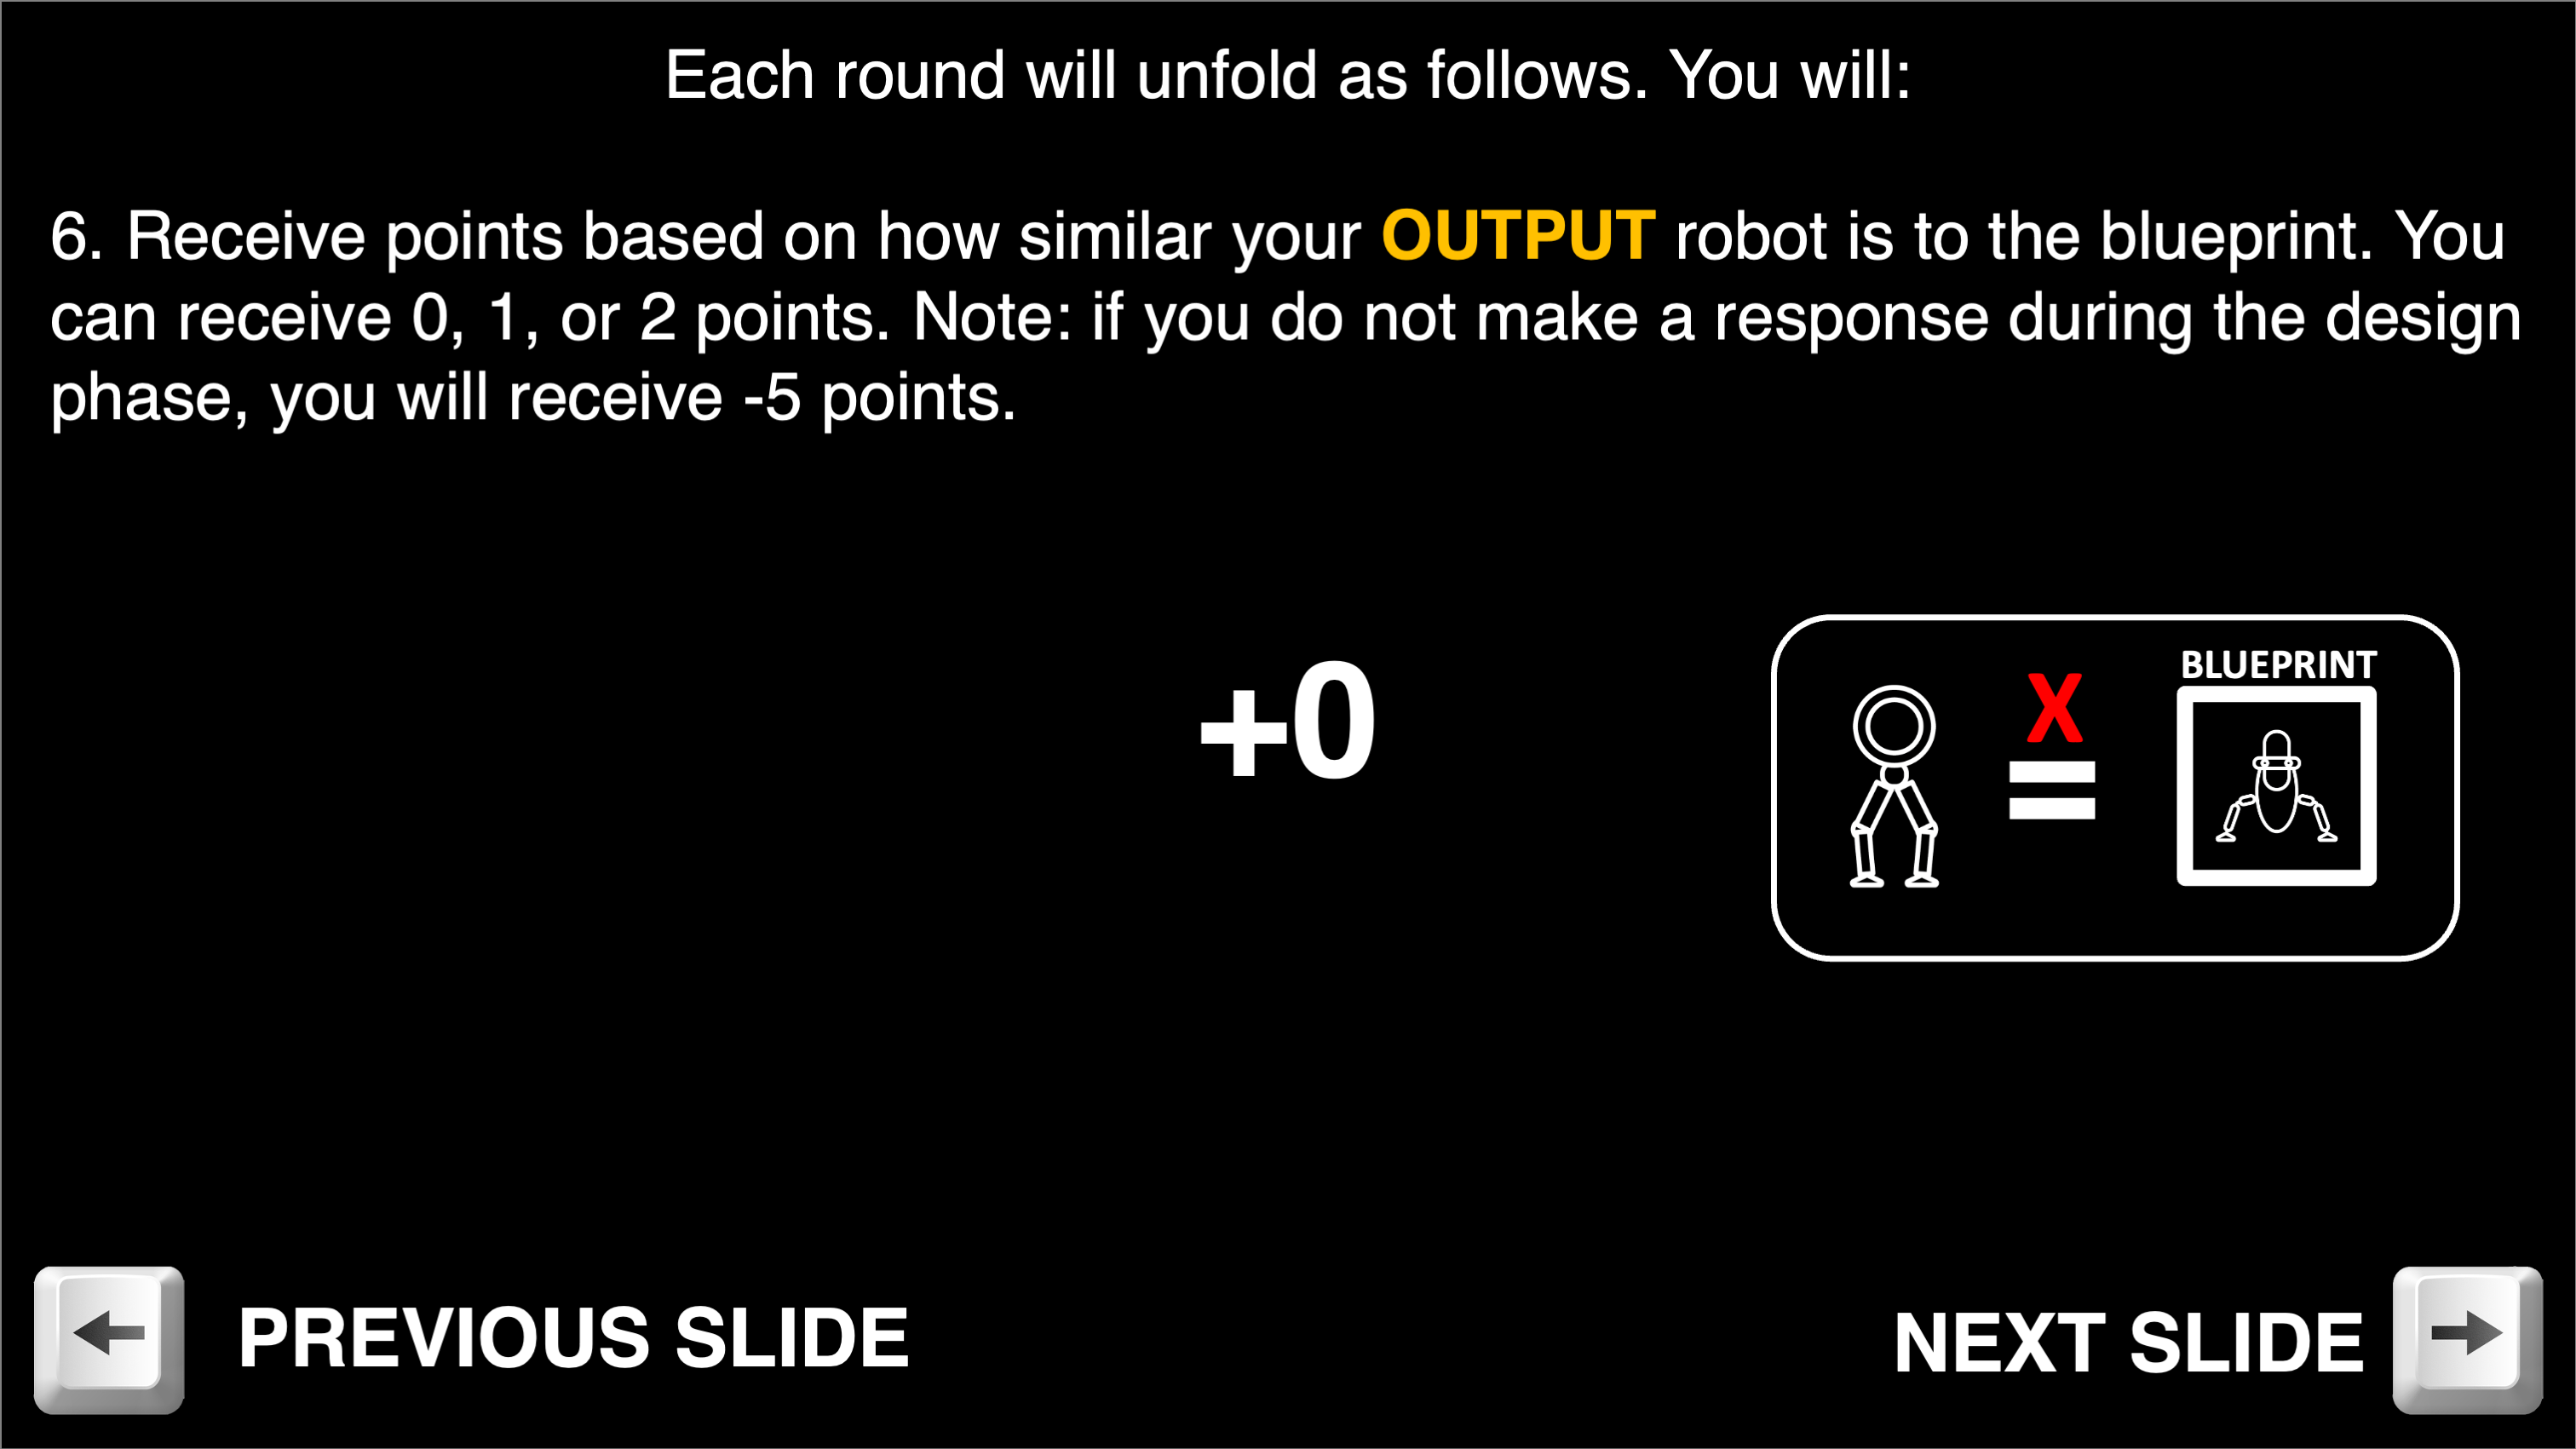 Each round will unfold as follows. You will:
6. Receive points based on how similar your OUTPUT robot is to the blueprint. You
can receive 0, 1, or 2 points. Note: if you do not make a response during the design
phase, you will receive -5 points.
+0
X
=
BLUEPRINT
PREVIOUS SLIDE
NEXT SLIDE